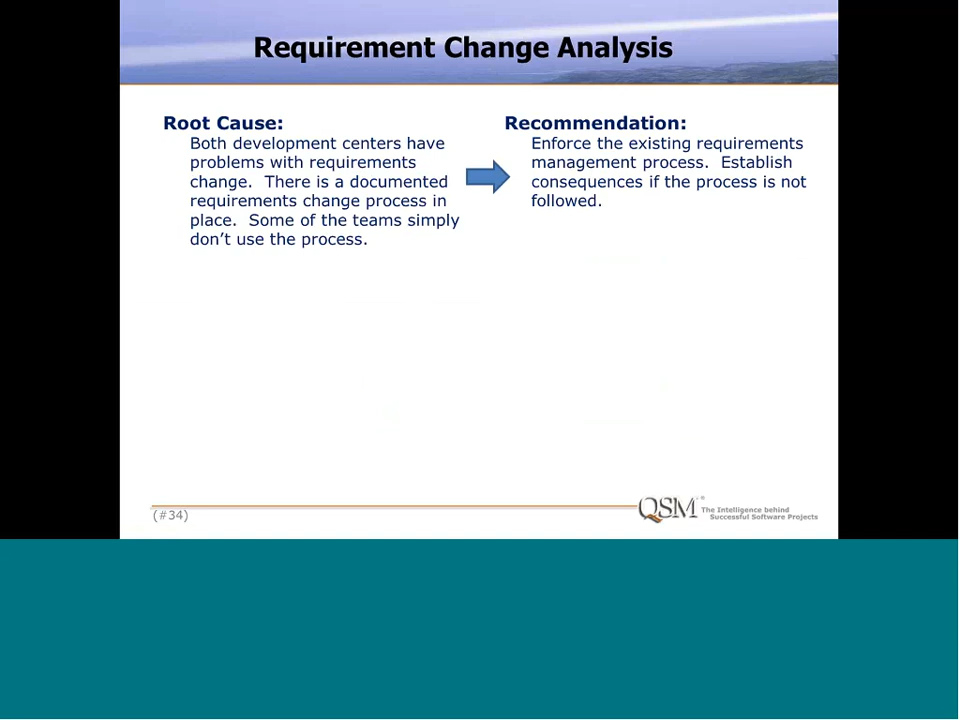 Requirement Change Analysis
Root Cause:
Both development centers have
problems with requirements
change.  There is a documented
requirements change process in
place.  Some of the teams simply
don’t use the process.
Recommendation:
Enforce the existing requirements
management process.  Establish
consequences if the process is not
followed.
(#34)
QSM®
The Intelligence behind
Successful Software Projects